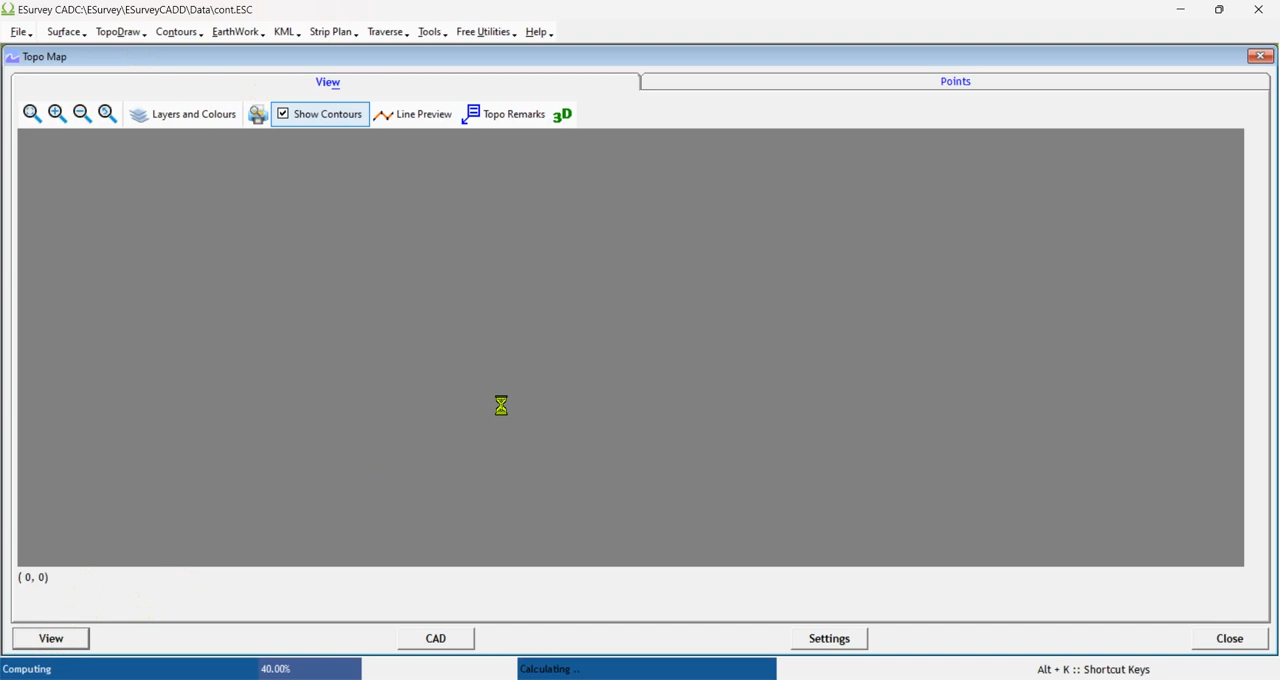 ESurvey CADC:\ESurvey\ESurveyCADD\Data\cont.ESC
File Surface TopoDraw Contours EarthWork KML Strip Plan Traverse Tools Free Utilities Help
Topo Map
View Points
Layers and Colours Show Contours Line Preview Topo Remarks 3D
( 0, 0)
View CAD Settings Close
Computing 40.00% Calculating .. Alt + K :: Shortcut Keys